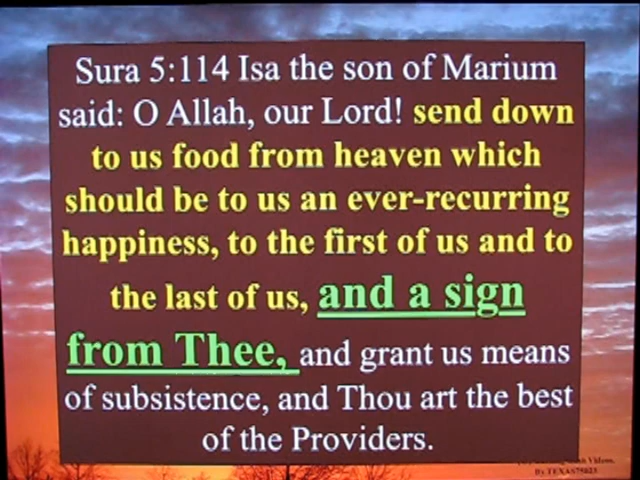 Sura 5:114 Isa the son of Marium
said: O Allah, our Lord! send down
to us food from heaven which
should be to us an ever-recurring
happiness, to the first of us and to
the last of us, and a sign
from Thee, and grant us means
of subsistence, and Thou art the best
of the Providers.
Videos,
By TEXAS75023